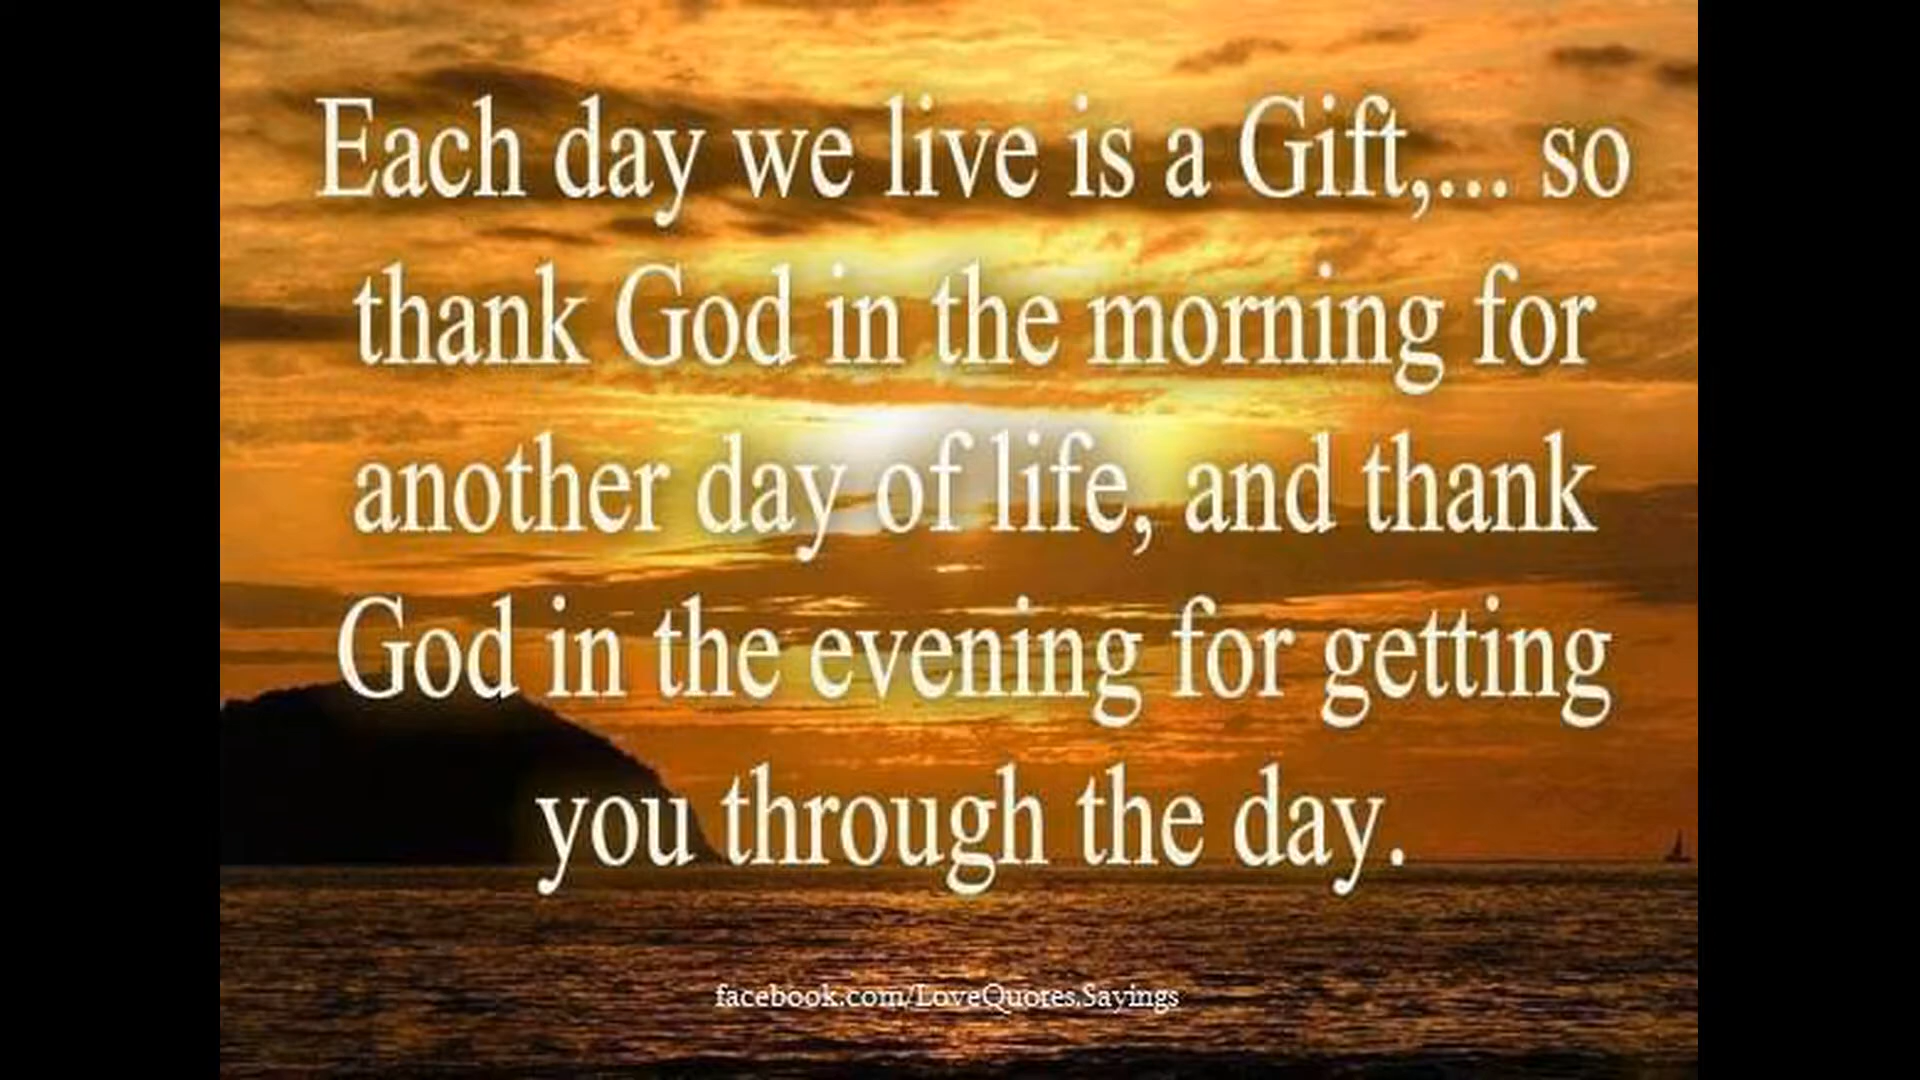 Each day we live is a Gift,... so
thank God in the morning for
another day of life, and thank
God in the evening for getting
you through the day.
facebook.com/LoveQuores.Sayings